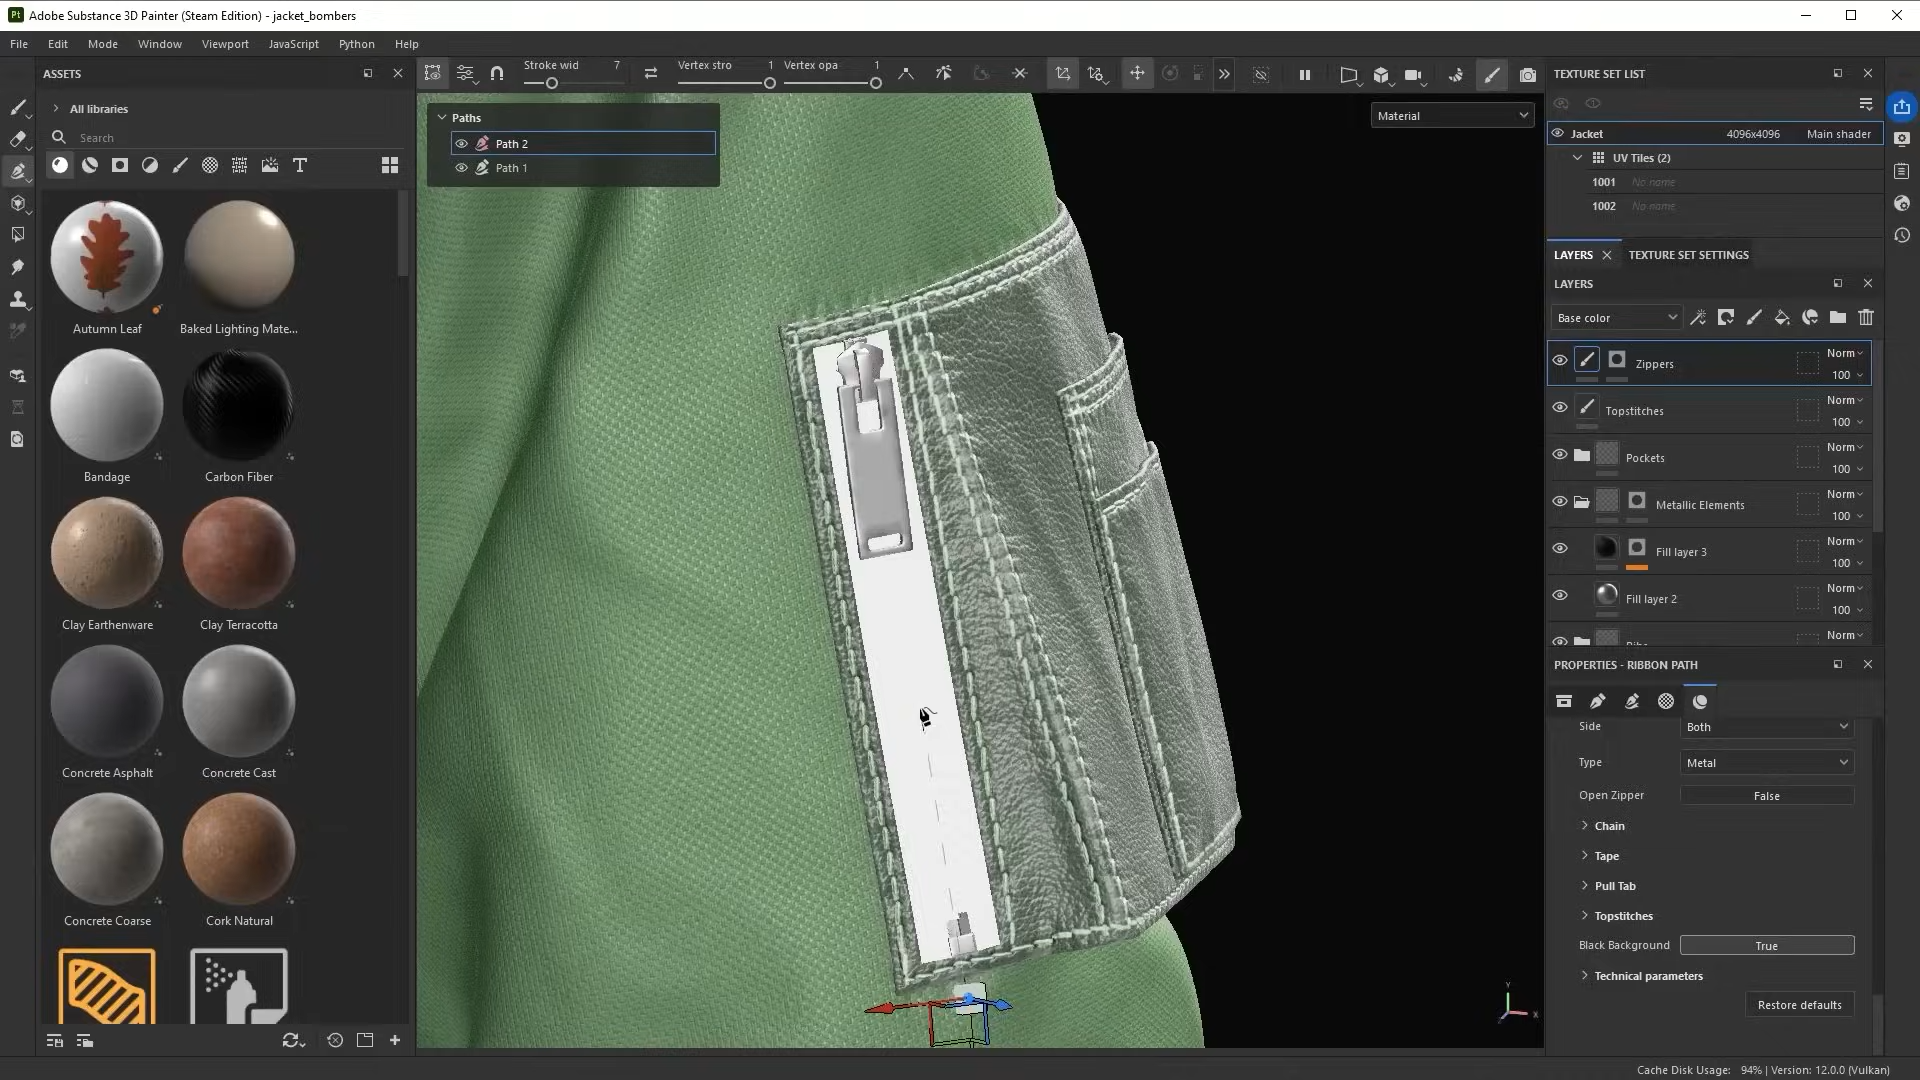 Adobe Substance 3D Painter (Steam Edition) - jacket_bombers
File Edit Mode Window Viewport JavaScript Python Help
ASSETS
All libraries
Search
Autumn Leaf
Baked Lighting Mate...
Bandage
Carbon Fiber
Clay Earthenware
Clay Terracotta
Concrete Asphalt
Concrete Cast
Concrete Coarse
Cork Natural
Stroke wid 7
Vertex stro 1
Vertex opa 1
Paths
Path 2
Path 1
Material
TEXTURE SET LIST
Jacket 4096x4096 Main shader
UV Tiles (2)
1001 No name
1002 No name
LAYERS TEXTURE SET SETTINGS
LAYERS
Base color
Zippers Norm 100
Topstitches Norm 100
Pockets Norm 100
Metallic Elements Norm 100
Fill layer 3 Norm 100
Fill layer 2 Norm 100
Norm
PROPERTIES - RIBBON PATH
Side Both
Type Metal
Open Zipper False
Chain
Tape
Pull Tab
Topstitches
Black Background True
Technical parameters
Restore defaults
Cache Disk Usage: 94% | Version: 12.0.0 (Vulkan)